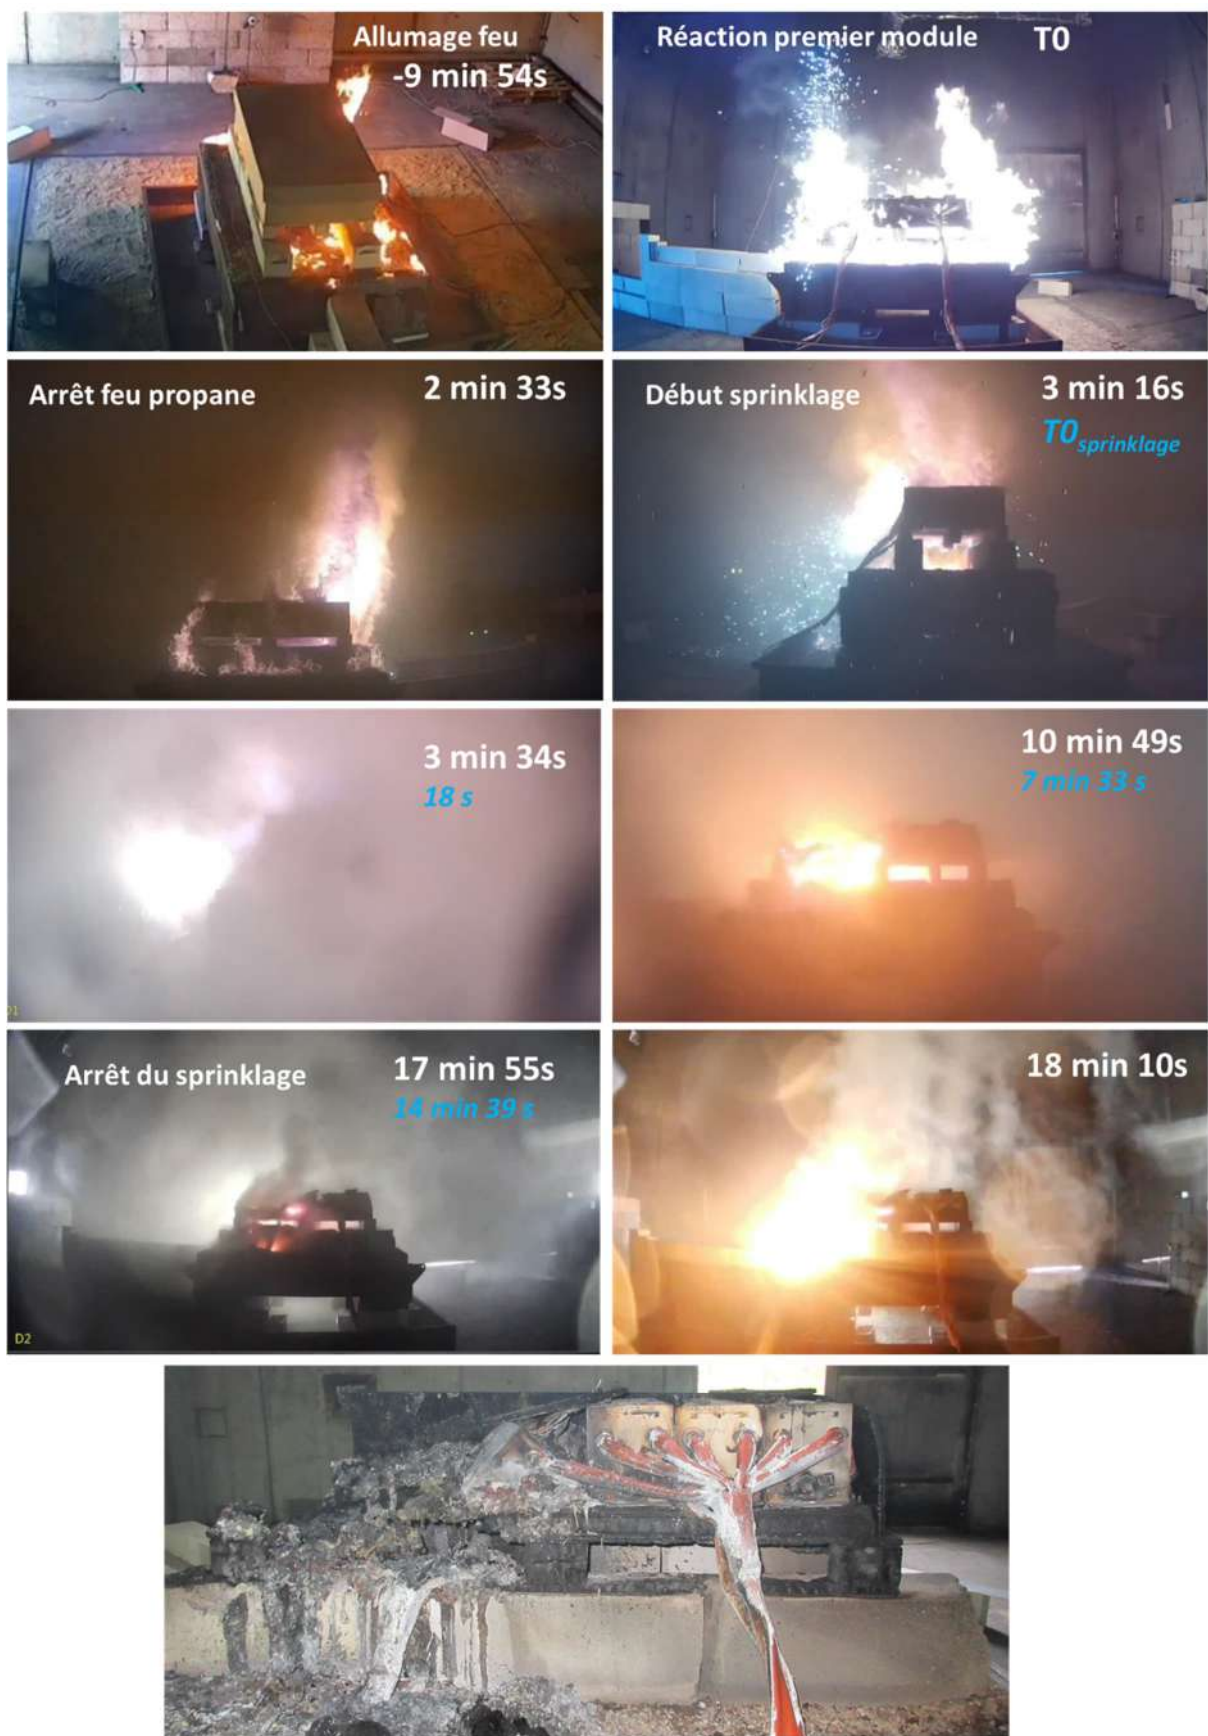 Allumage feu
-9 min 54s
Réaction premier module T0
Arrêt feu propane 2 min 33s
Début sprinklage 3 min 16s
T0sprinklage
3 min 34s
18 s
10 min 49s
7 min 33 s
Arrêt du sprinklage 17 min 55s
14 min 39 s
D2
18 min 10s